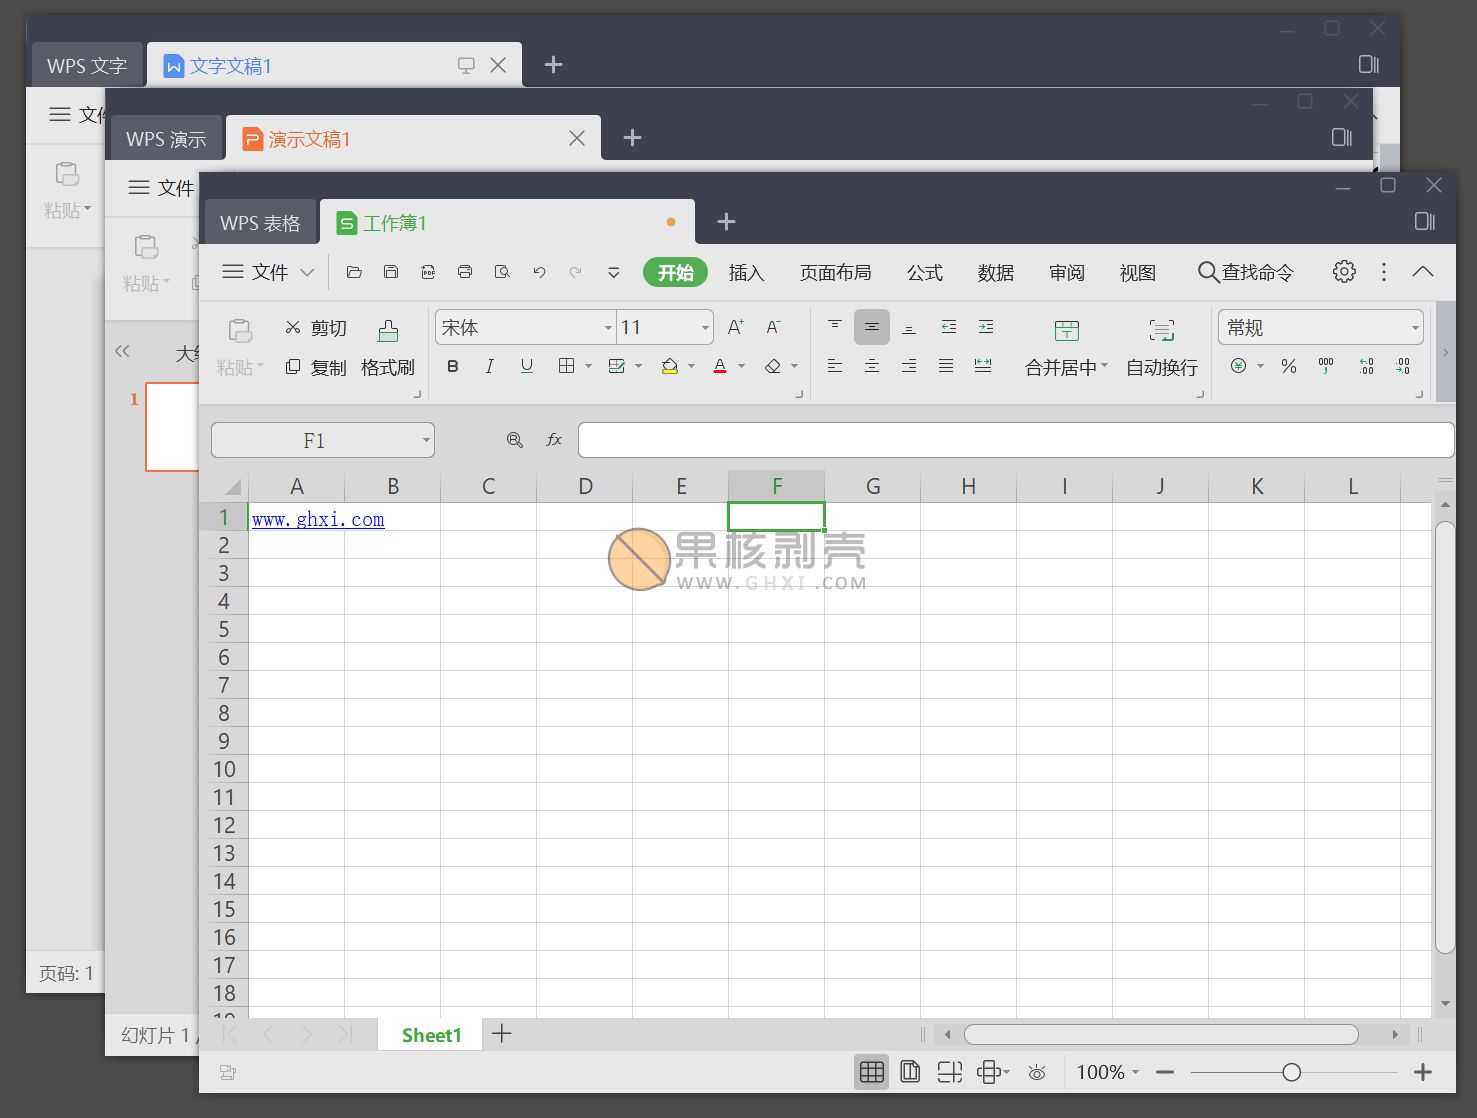 WPS 文字
文字文稿1
文
粘贴
页码: 1
WPS 演示
演示文稿1
文件
粘贴
1
幻灯片 1
WPS 表格
工作簿1
文件
开始
插入
页面布局
公式
数据
审阅
视图
查找命令
粘贴
剪切
复制
格式刷
宋体
11
A+
A-
B
I
U
A
合并居中
自动换行
常规
%
000
.00
.00
F1
fx
A B C D E F G H I J K L
1 www.ghxi.com
果核剥壳
WWW.GHXI.COM
2
3
4
5
6
7
8
9
10
11
12
13
14
15
16
17
18
Sheet1
100%